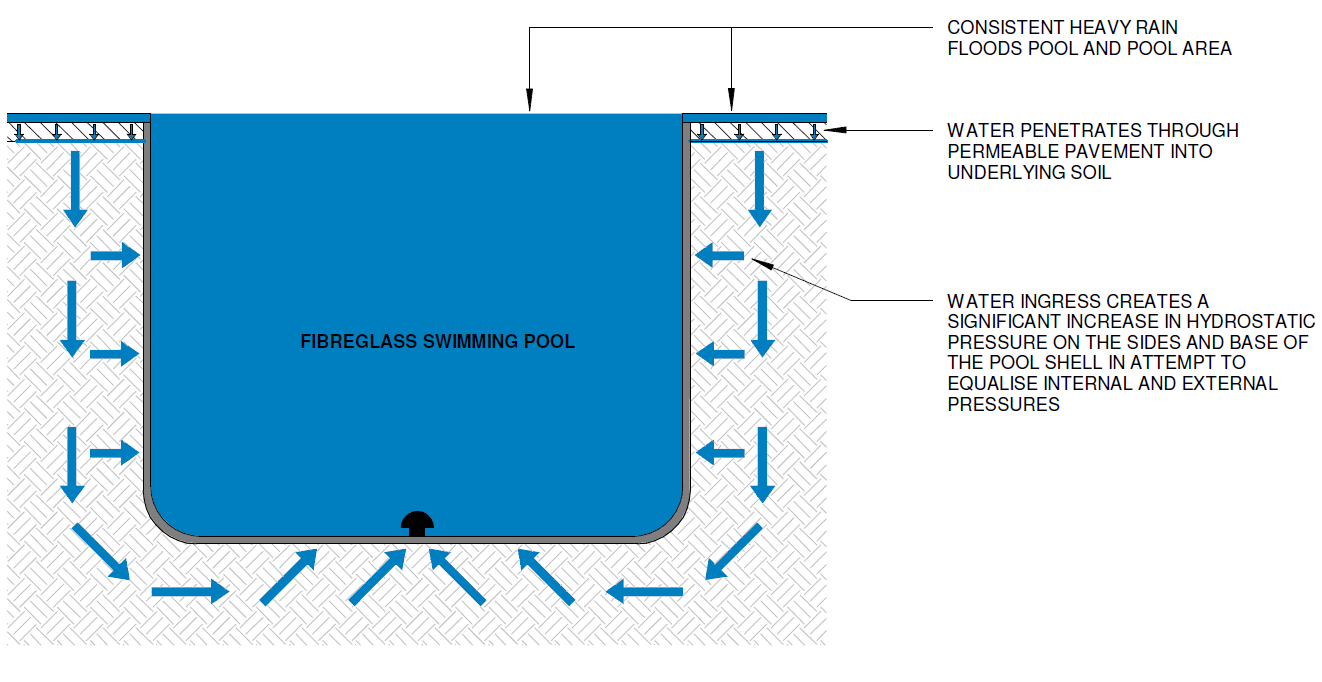 CONSISTENT HEAVY RAIN
FLOODS POOL AND POOL AREA
WATER PENETRATES THROUGH
PERMEABLE PAVEMENT INTO
UNDERLYING SOIL
WATER INGRESS CREATES A
SIGNIFICANT INCREASE IN HYDROSTATIC
PRESSURE ON THE SIDES AND BASE OF
THE POOL SHELL IN ATTEMPT TO
EQUALISE INTERNAL AND EXTERNAL
PRESSURES
FIBREGLASS SWIMMING POOL